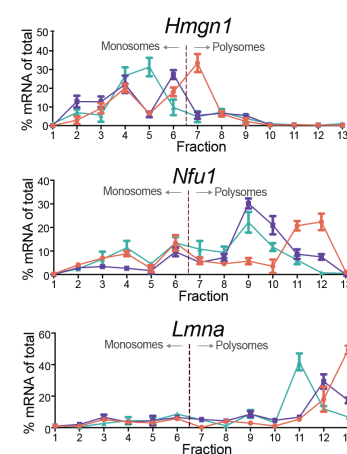 Hmgn1
Monosomes Polysomes
% mRNA of total
50
40
30
20
10
0
1 2 3 4 5 6 7 8 9 10 11 12 13
Fraction
Nfu1
Monosomes Polysomes
% mRNA of total
40
30
20
10
0
1 2 3 4 5 6 7 8 9 10 11 12 13
Fraction
Lmna
Monosomes Polysomes
% mRNA of total
60
40
20
0
1 2 3 4 5 6 7 8 9 10 11 12 1
Fraction